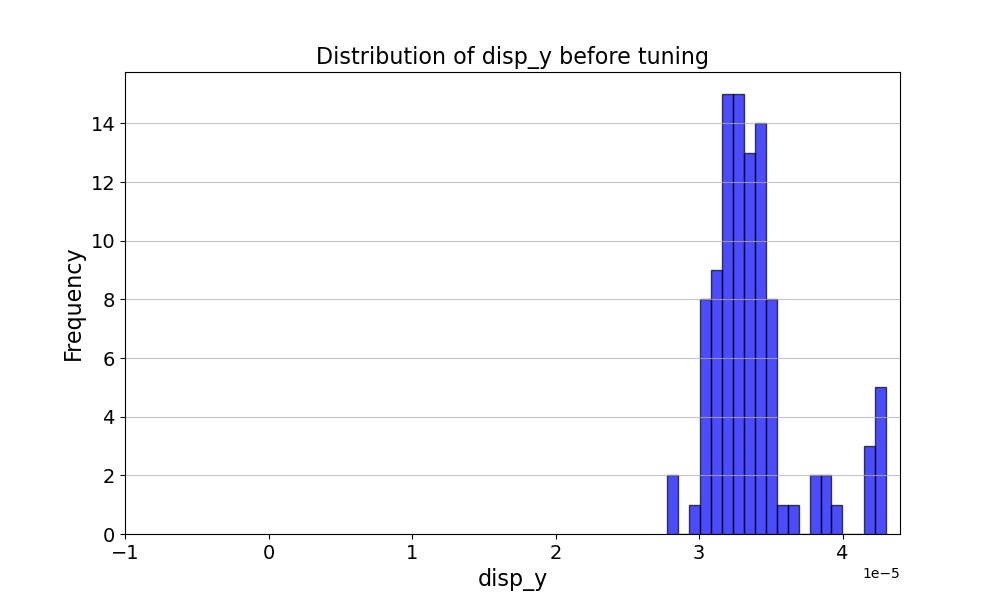 Distribution of disp_y before tuning
Frequency
14
12
10
8
6
4
2
0
−1 0 1 2 3 4
1e−5
disp_y